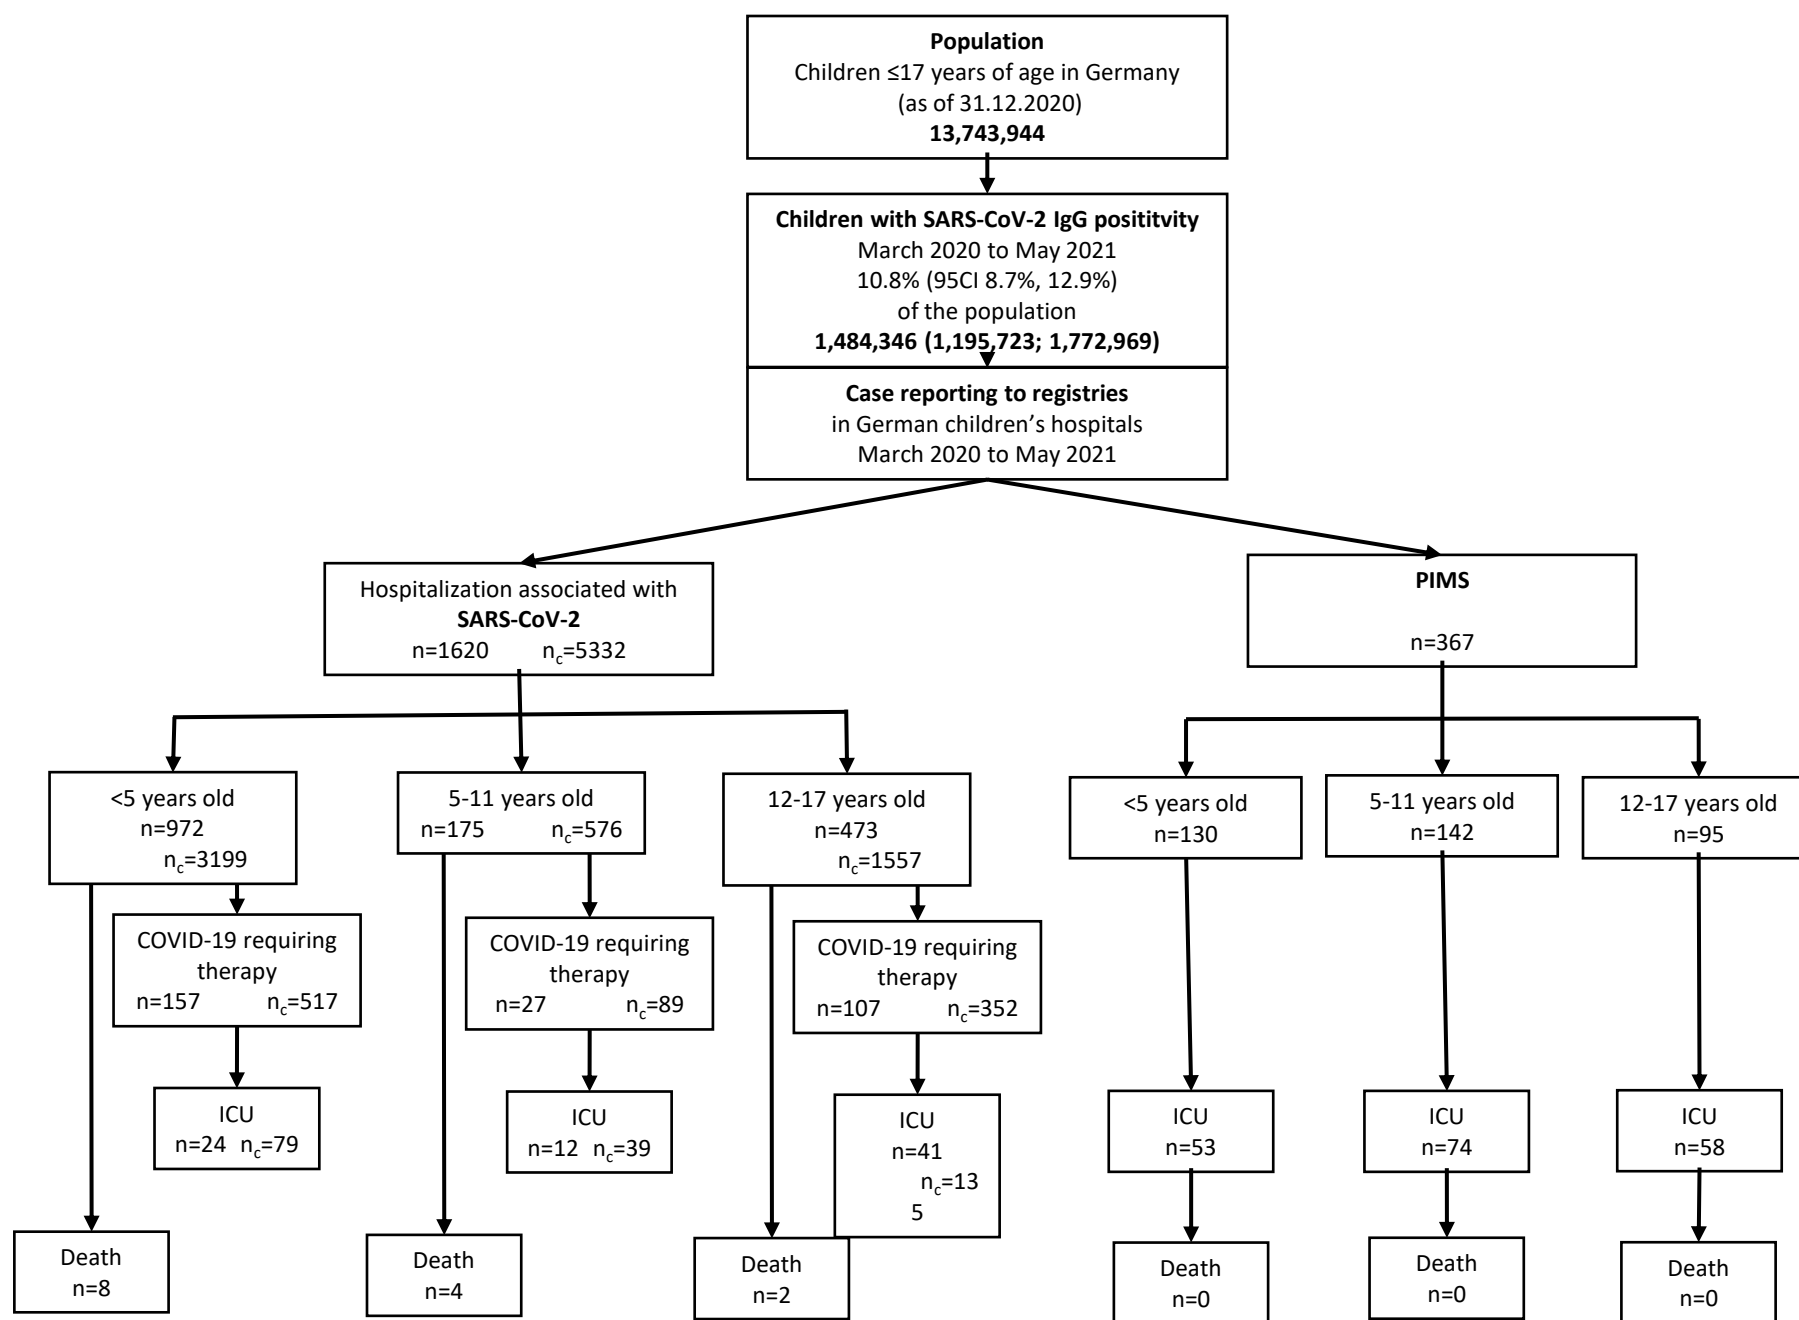 Population
Children ≤17 years of age in Germany
(as of 31.12.2020)
13,743,944
Children with SARS-CoV-2 IgG posititvity
March 2020 to May 2021
10.8% (95CI 8.7%, 12.9%)
of the population
1,484,346 (1,195,723; 1,772,969)
Case reporting to registries
in German children's hospitals
March 2020 to May 2021
Hospitalization associated with
SARS-CoV-2
n=1620 nc=5332
PIMS
n=367
<5 years old
n=972
nc=3199
5-11 years old
n=175 nc=576
12-17 years old
n=473
nc=1557
<5 years old
n=130
5-11 years old
n=142
12-17 years old
n=95
COVID-19 requiring
therapy
n=157 nc=517
COVID-19 requiring
therapy
n=27 nc=89
COVID-19 requiring
therapy
n=107 nc=352
ICU
n=24 nc=79
ICU
n=12 nc=39
ICU
n=41
nc=13
5
ICU
n=53
ICU
n=74
ICU
n=58
Death
n=8
Death
n=4
Death
n=2
Death
n=0
Death
n=0
Death
n=0